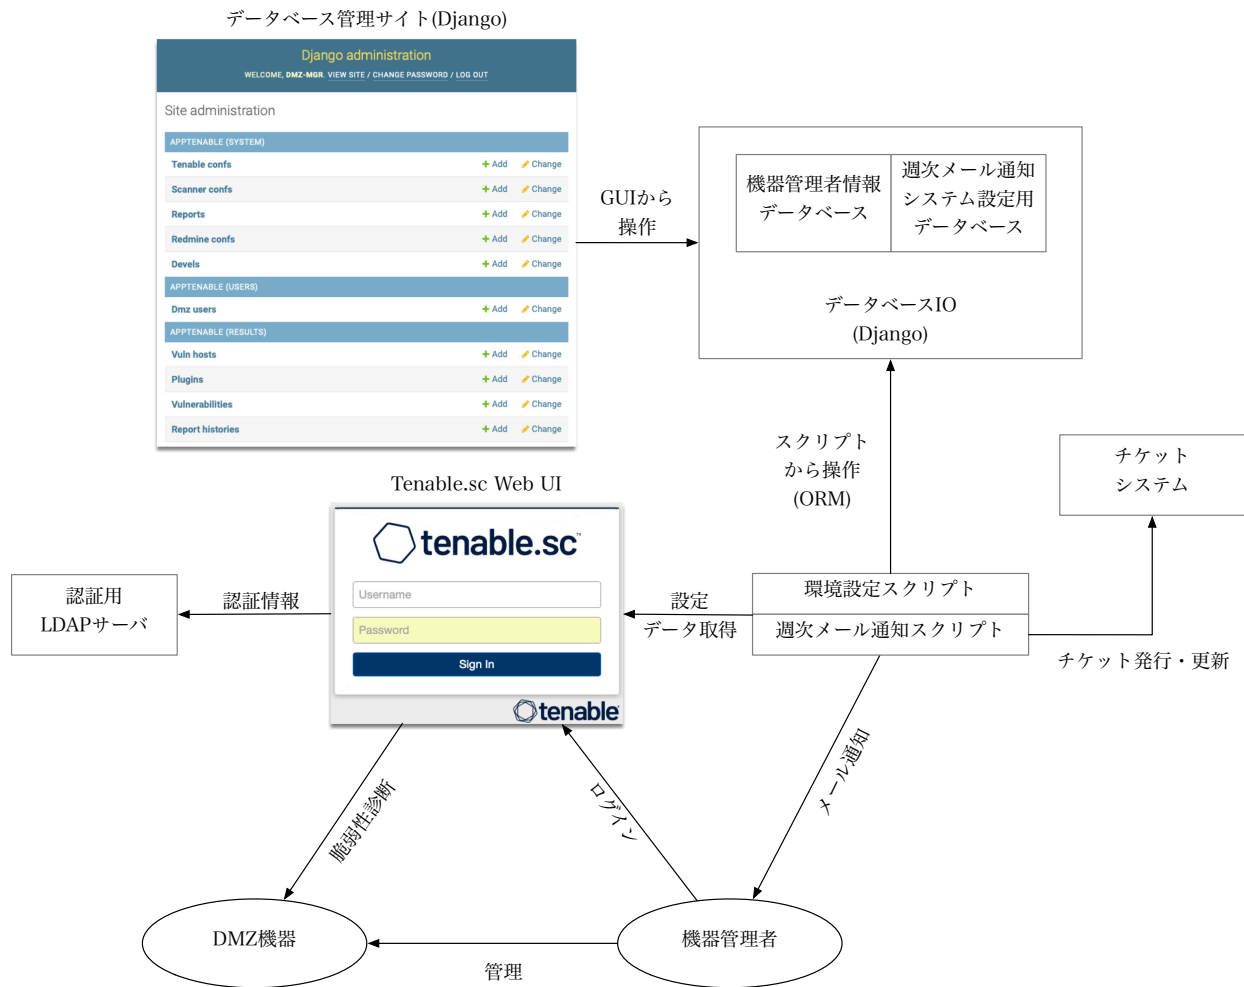 データベース管理サイト(Django)
Django administration
WELCOME, DMZ-MGR. VIEW SITE / CHANGE PASSWORD / LOG OUT
Site administration
APPTENABLE (SYSTEM)
Tenable confs + Add Change
Scanner confs + Add Change
Reports + Add Change
Redmine confs + Add Change
Devels + Add Change
APPTENABLE (USERS)
Dmz users + Add Change
APPTENABLE (RESULTS)
Vuln hosts + Add Change
Plugins + Add Change
Vulnerabilities + Add Change
Report histories + Add Change
GUIから
操作
機器管理者情報
データベース
週次メール通知
システム設定用
データベース
データベースIO
(Django)
スクリプト
から操作
(ORM)
チケット
システム
Tenable.sc Web UI
tenable.sc™
Username
Password
Sign In
tenable
認証用
LDAPサーバ
認証情報
設定
データ取得
環境設定スクリプト
週次メール通知スクリプト
チケット発行・更新
脆弱性診断
ログイン
メール通知
DMZ機器
機器管理者
管理